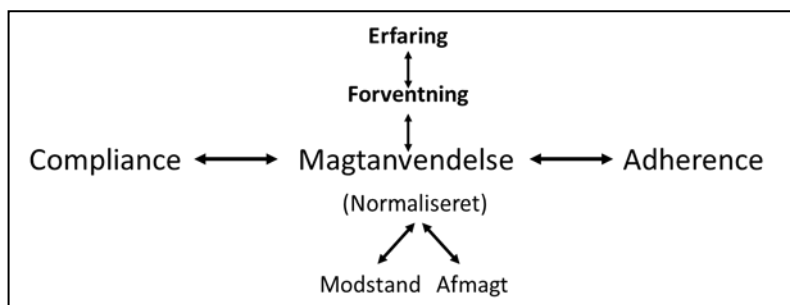 Erfaring
Forventning
Compliance Magtanvendelse Adherence
(Normaliseret)
Modstand Afmagt